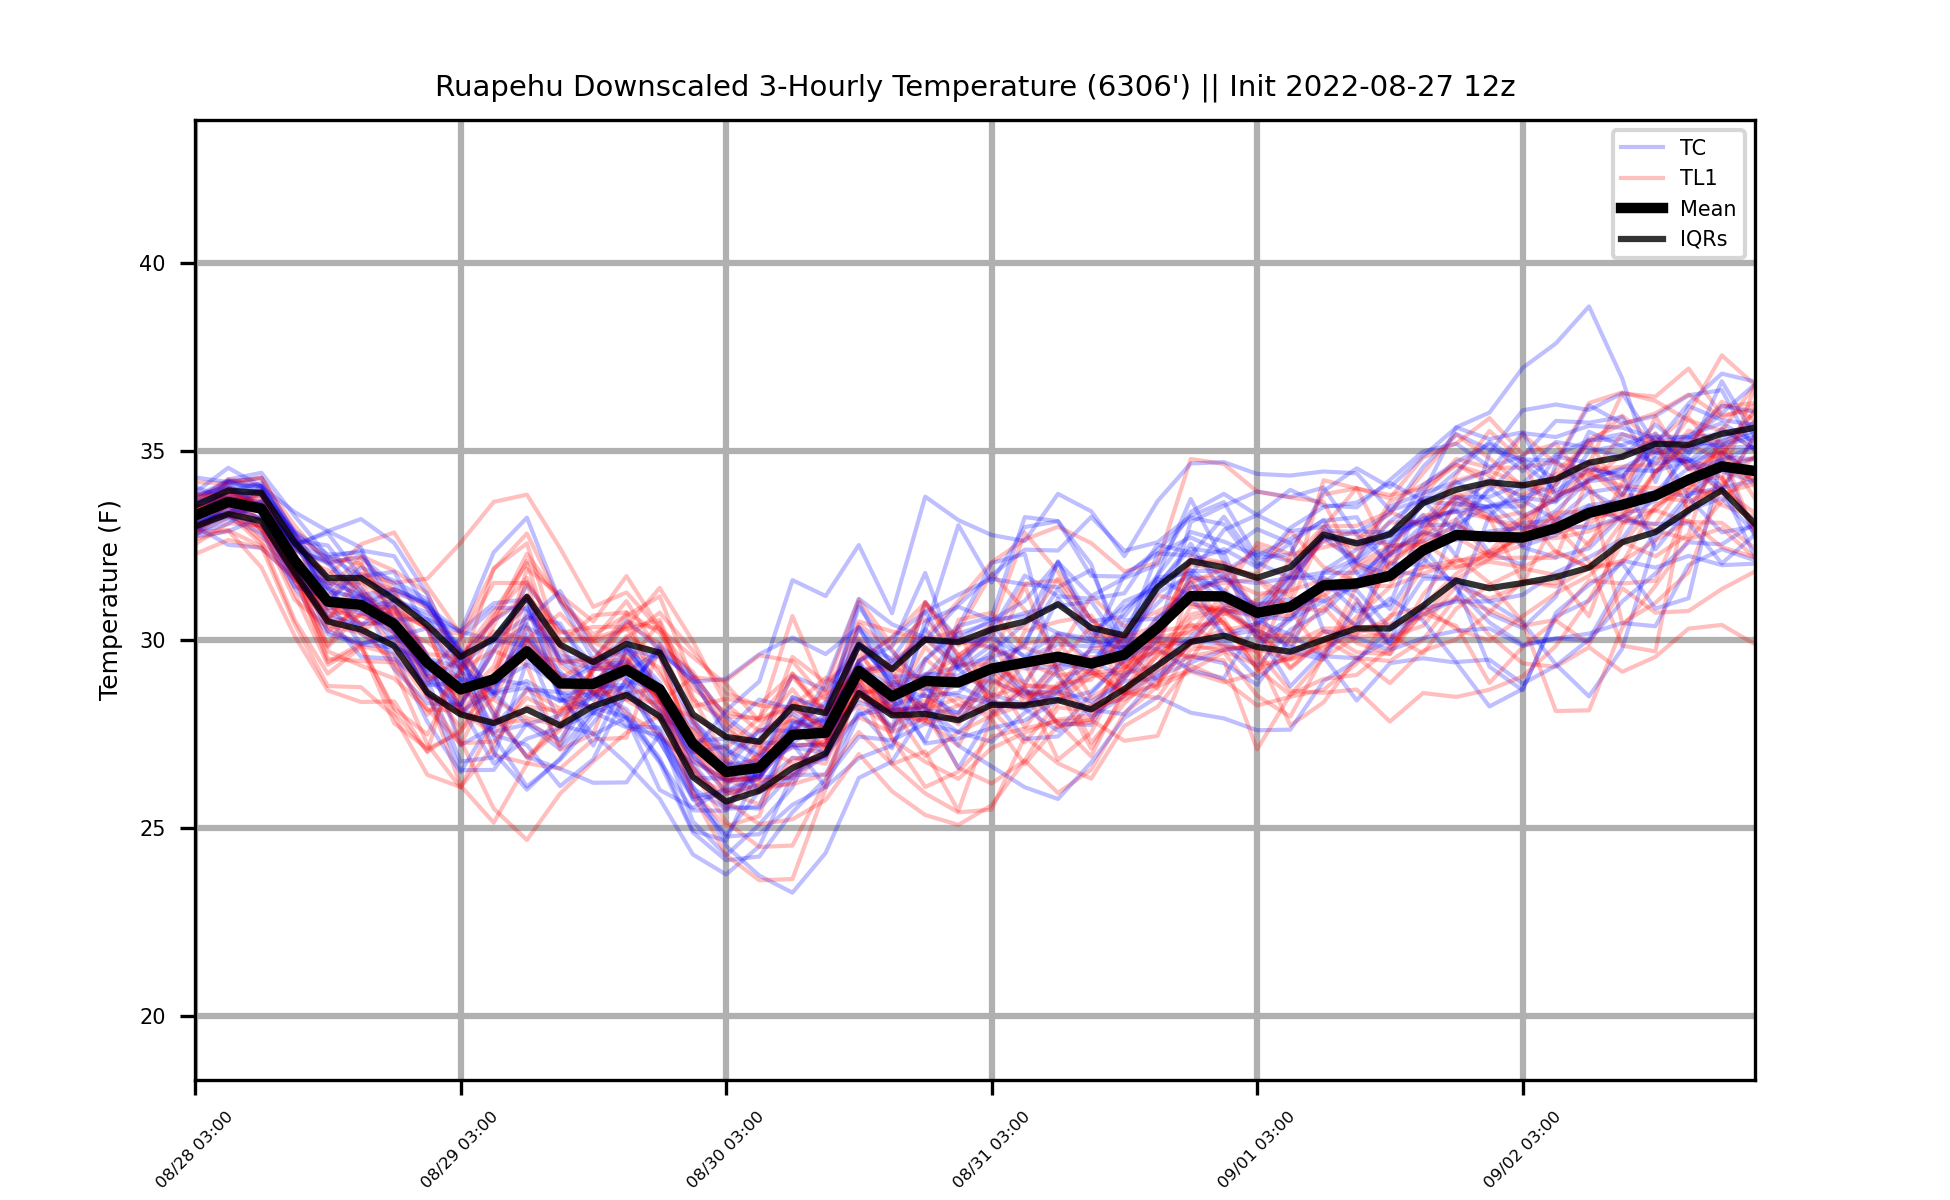 Ruapehu Downscaled 3-Hourly Temperature (6306') || Init 2022-08-27 12z
TC
TL1
Mean
IQRs
Temperature (F)
40
35
30
25
20
08/28 03:00
08/29 03:00
08/30 03:00
08/31 03:00
09/01 03:00
09/02 03:00